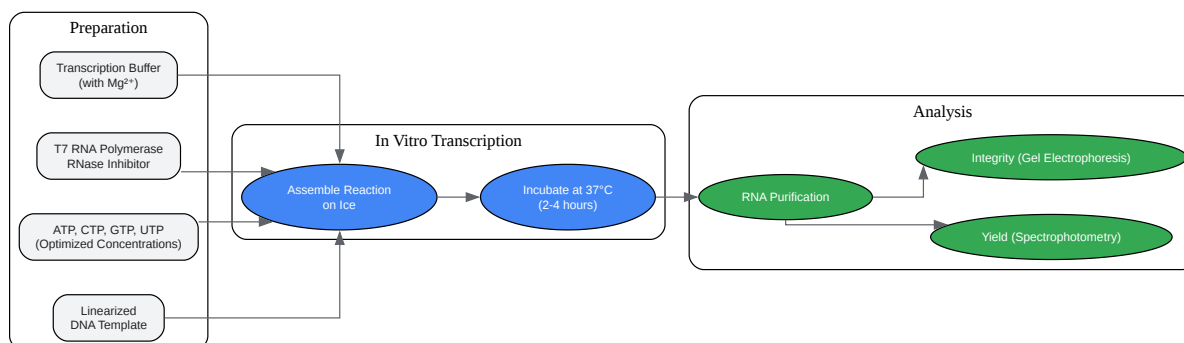 Preparation
Transcription Buffer
(with Mg²⁺)
T7 RNA Polymerase
RNase Inhibitor
ATP, CTP, GTP, UTP
(Optimized Concentrations)
Linearized
DNA Template
In Vitro Transcription
Assemble Reaction
on Ice
Incubate at 37°C
(2-4 hours)
Analysis
RNA Purification
Integrity (Gel Electrophoresis)
Yield (Spectrophotometry)